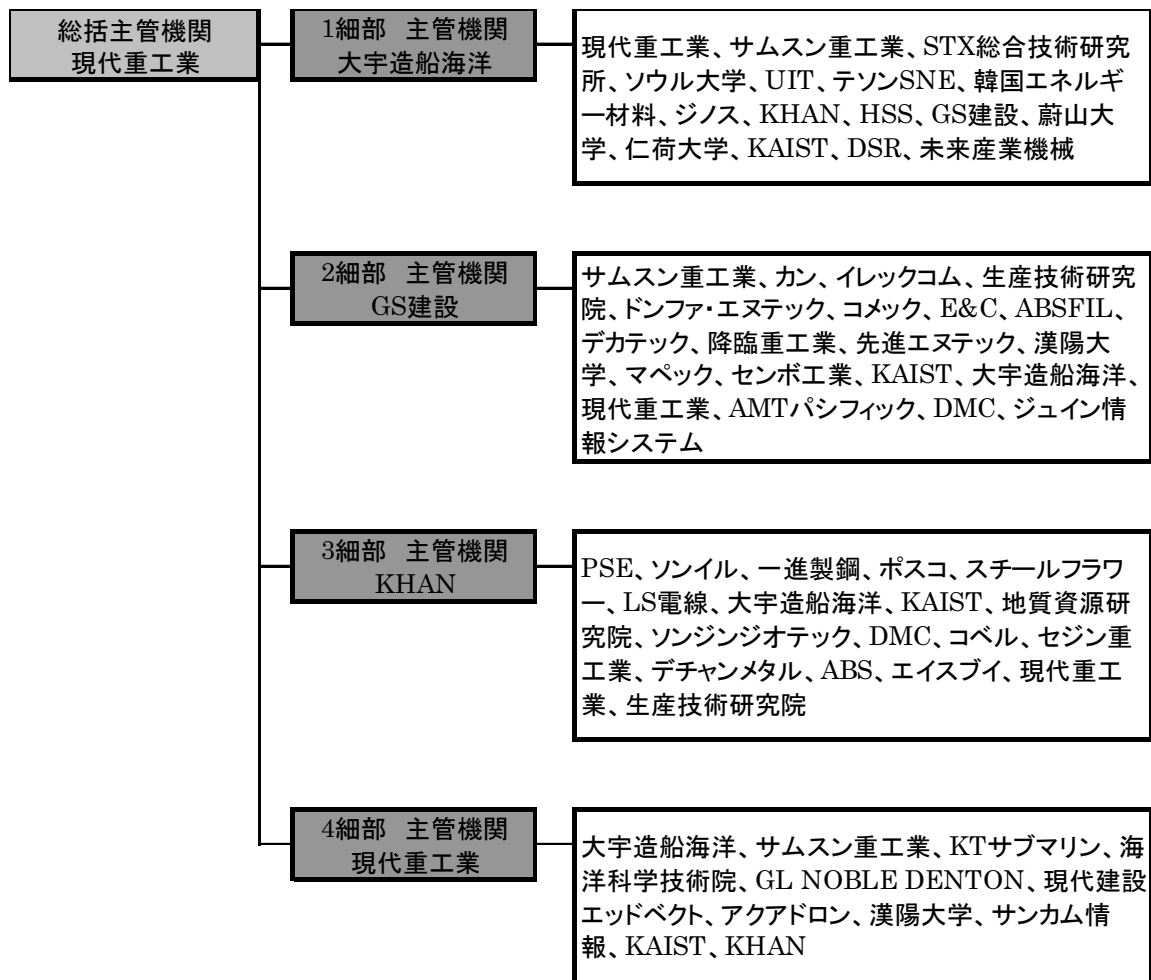 総括主管機関
現代重工業
1細部 主管機関
大宇造船海洋
現代重工業、サムスン重工業、STX総合技術研究
所、ソウル大学、UIT、テソンSNE、韓国エネルギ
ー材料、ジノス、KHAN、HSS、GS建設、蔚山大
学、仁荷大学、KAIST、DSR、未来産業機械
2細部 主管機関
GS建設
サムスン重工業、カン、イレックコム、生産技術研究
院、ドンファ・エヌテック、コメック、E&C、ABSFIL、
デカテック、降臨重工業、先進エヌテック、漢陽大
学、マペック、センボ工業、KAIST、大宇造船海洋、
現代重工業、AMTパシフィック、DMC、ジュイン情
報システム
3細部 主管機関
KHAN
PSE、ソンイル、一進製鋼、ポスコ、スチールフラワ
ー、LS電線、大宇造船海洋、KAIST、地質資源研
究院、ソンジンジオテック、DMC、コベル、セジン重
工業、デチャンメタル、ABS、エイスブイ、現代重工
業、生産技術研究院
4細部 主管機関
現代重工業
大宇造船海洋、サムスン重工業、KTサブマリン、海
洋科学技術院、GL NOBLE DENTON、現代建設
エッドベクト、アクアドロン、漢陽大学、サンカム情
報、KAIST、KHAN